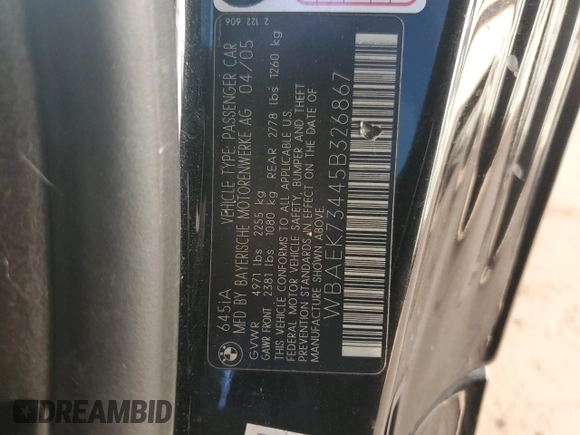 645iA VEHICLE TYPE: PASSENGER CAR
MFD BY BAYERISCHE MOTORENWERKE AG 04/05
GVWR 4971 lbs 2255 kg
GAWR FRONT 2381 lbs 1080 kg REAR 2778 lbs 1260 kg
THIS VEHICLE CONFORMS TO ALL APPLICABLE U.S.
FEDERAL MOTOR VEHICLE SAFETY, BUMPER, AND THEFT
PREVENTION STANDARDS IN EFFECT ON THE DATE OF
MANUFACTURE SHOWN ABOVE.
WBAEK73445B326867
2 122 606
DREAMBID